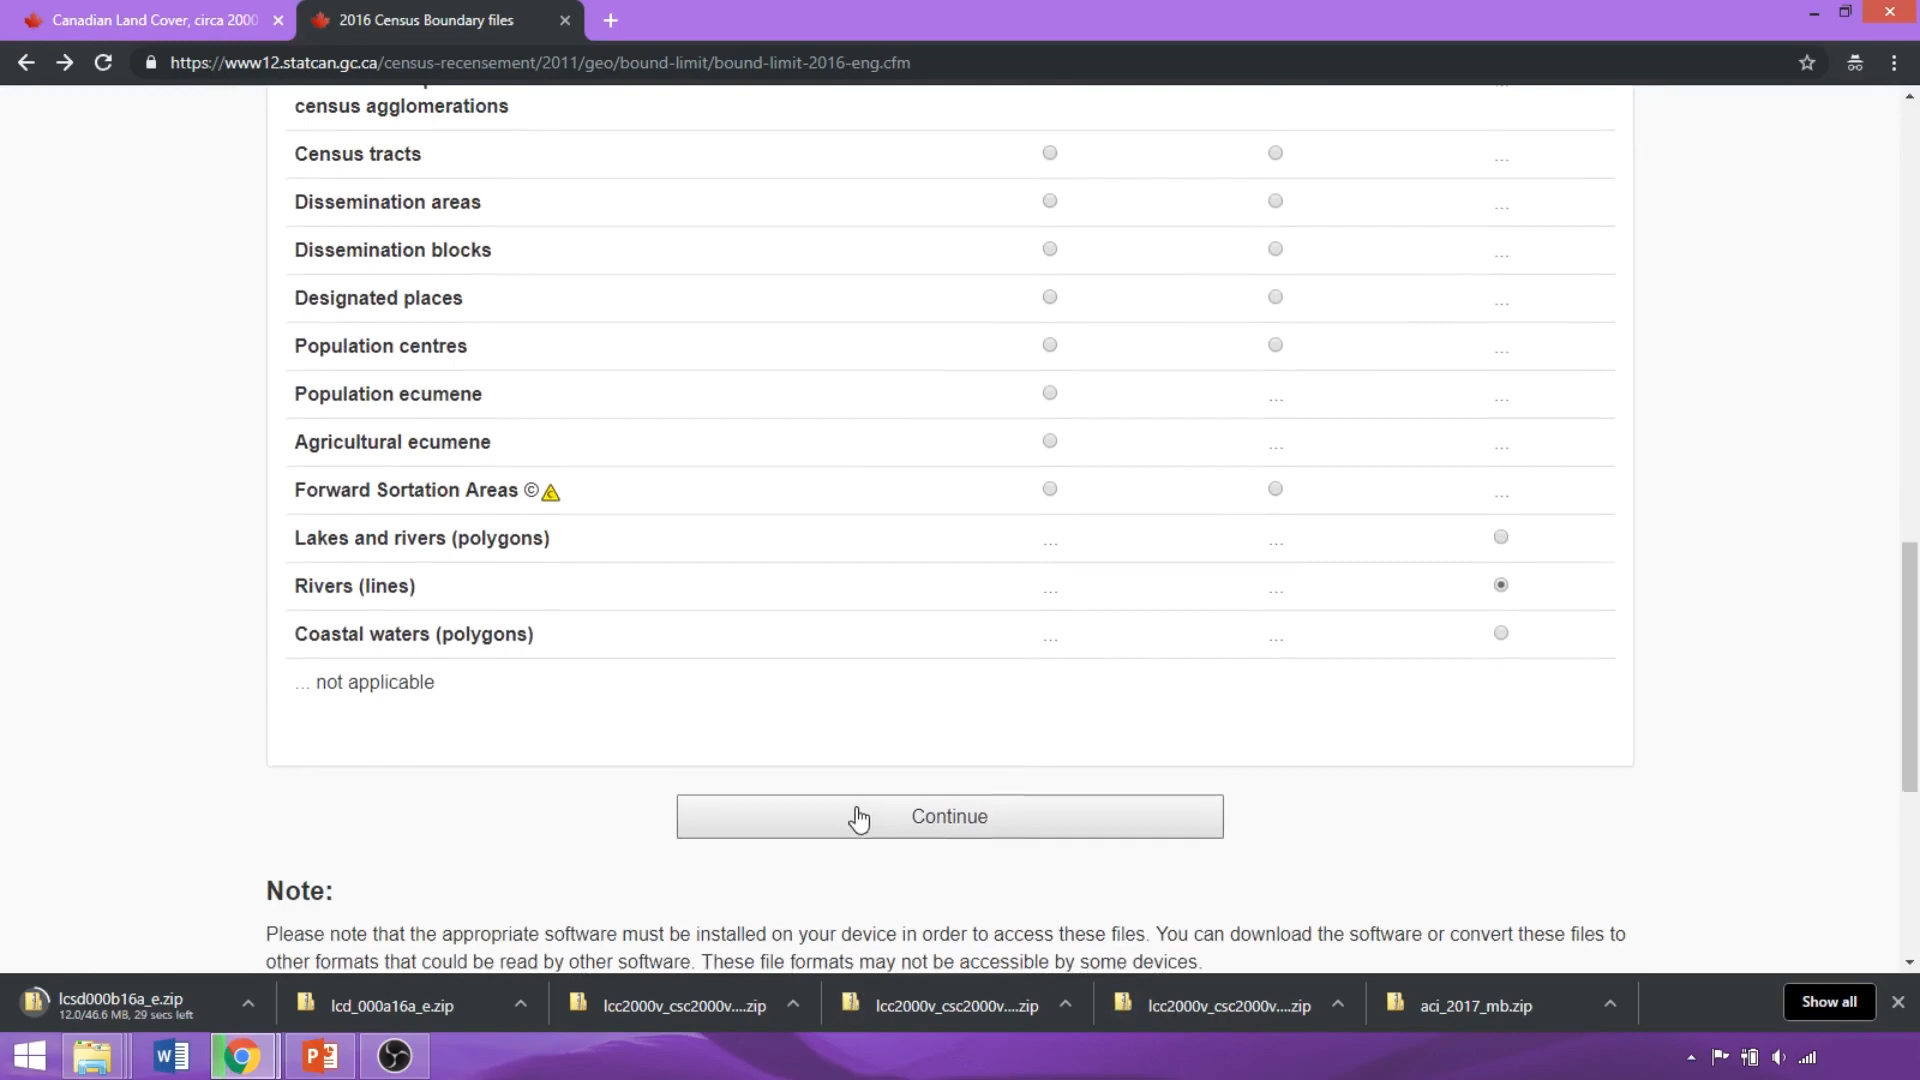 Canadian Land Cover, circa 2000
2016 Census Boundary files
https://www12.statcan.gc.ca/census-recensement/2011/geo/bound-limit/bound-limit-2016-eng.cfm
census agglomerations
...
Census tracts ...
Dissemination areas ...
Dissemination blocks ...
Designated places ...
Population centres ...
Population ecumene ... ...
Agricultural ecumene ... ...
Forward Sortation Areas © ...
Lakes and rivers (polygons) ... ...
Rivers (lines) ... ...
Coastal waters (polygons) ... ...
... not applicable
Continue
Note:
Please note that the appropriate software must be installed on your device in order to access these files. You can download the software or convert these files to
other formats that could be read by other software. These file formats may not be accessible by some devices.
lcsd000b16a_e.zip
12.0/46.6 MB, 29 secs left
lcd_000a16a_e.zip
lcc2000v_csc2000v....zip
lcc2000v_csc2000v....zip
lcc2000v_csc2000v....zip
aci_2017_mb.zip
Show all